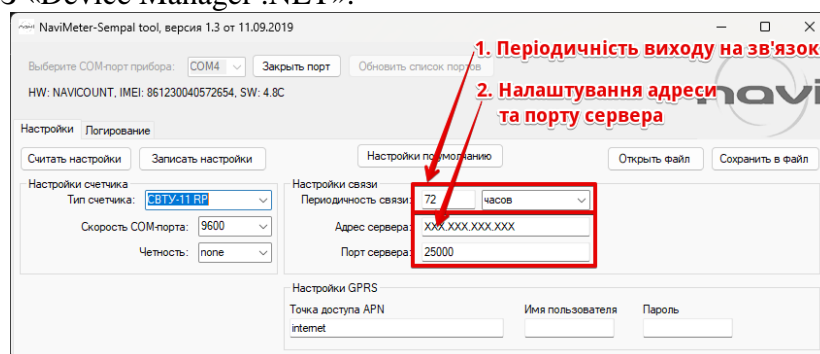 «Device Manager .NET».
NaviMeter-Sempal tool, версия 1.3 от 11.09.2019
1. Періодичність виходу на зв'язок
Выберите COM-порт прибора: COM4 Закрыть порт Обновить список портов
HW: NAVICOUNT, IMEI: 861230040572654, SW: 4.8C
2. Налаштування адреси
та порту сервера
navi
Настройки Логирование
Считать настройки Записать настройки Настройки по умолчанию Открыть файл Сохранить в файл
Настройки счетчика
Тип счетчика: СВТУ-11 RP
Скорость COM-порта: 9600
Четность: none
Настройки связи
Периодичность связи: 72 часов
Адрес сервера: XXX.XXX.XXX.XXX
Порт сервера: 25000
Настройки GPRS
Точка доступа APN Имя пользователя Пароль
internet